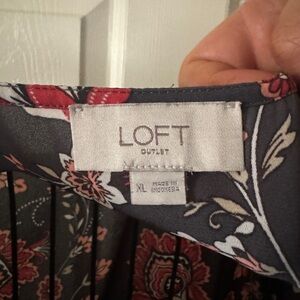 LOFT
OUTLET
XL
MADE IN
INDONESIA